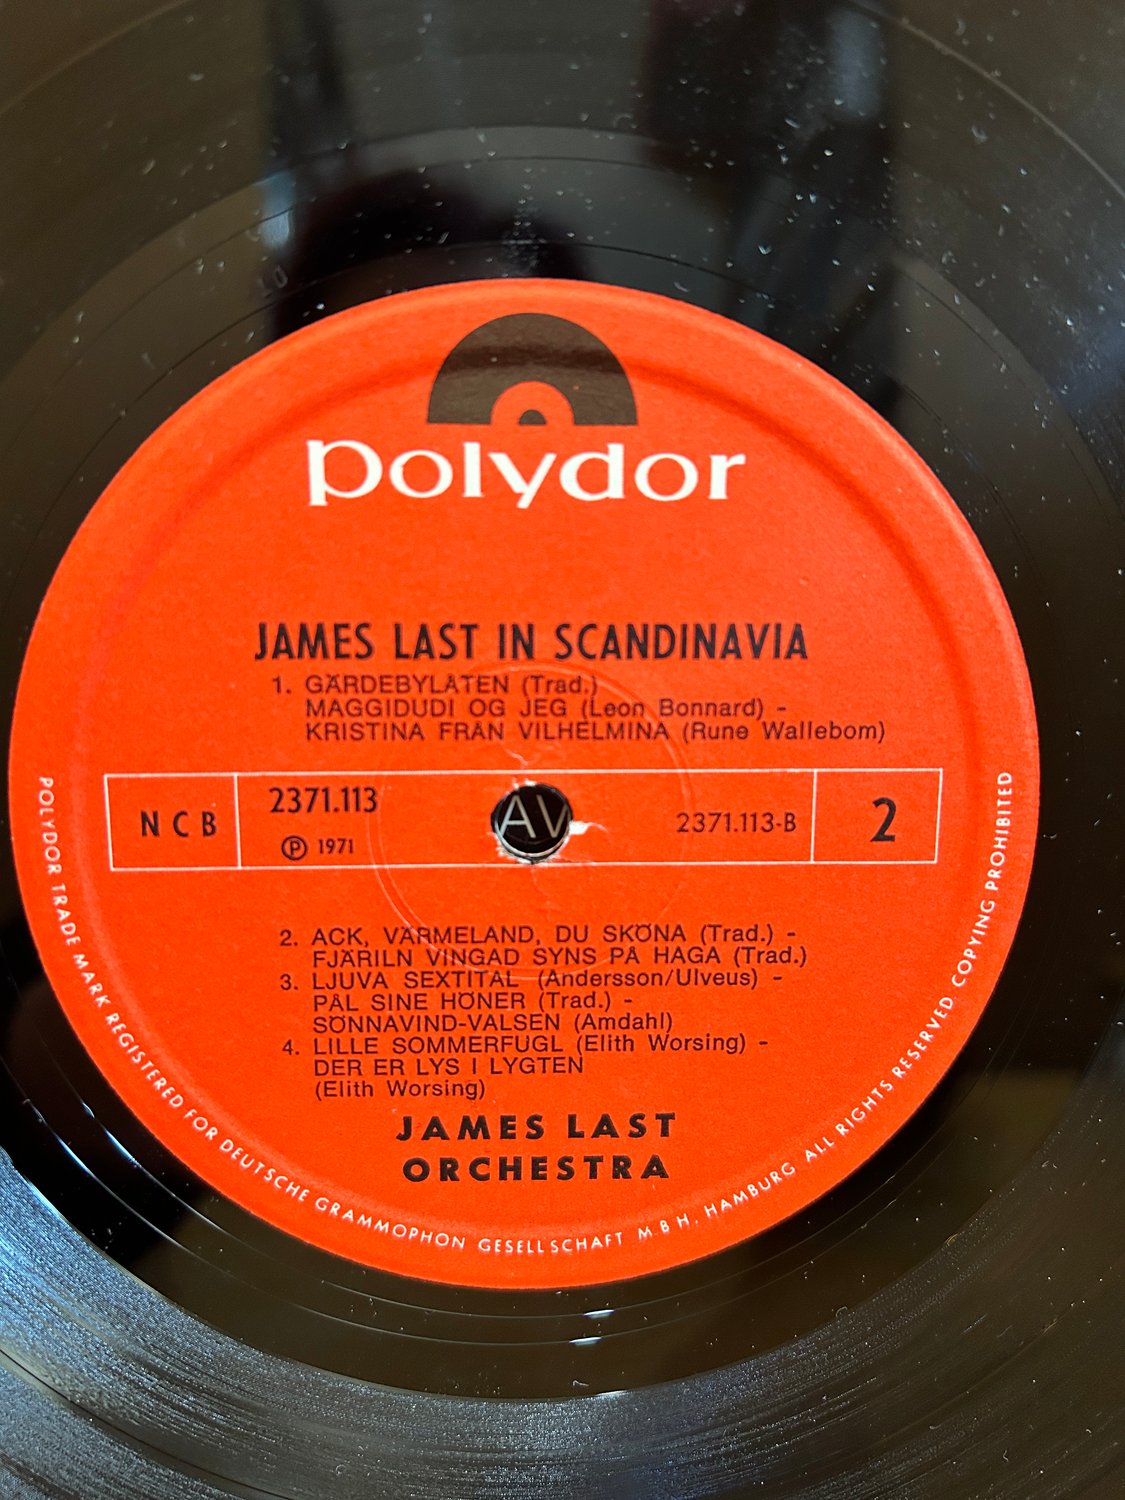 polydor
JAMES LAST IN SCANDINAVIA
1. GÄRDEBYLÅTEN (Trad.)
MAGGIDUDI OG JEG (Leon Bonnard) -
KRISTINA FRÅN VILHELMINA (Rune Wallebom)
NCB
2371.113
℗ 1971
AV
2371.113-B
2
2. ACK, VÄRMELAND, DU SKÖNA (Trad.) -
FJÄRILN VINGAD SYNS PÅ HAGA (Trad.)
3. LJUVA SEXTITAL (Andersson/Ulveus) -
PÅL SINE HÖNER (Trad.) -
SÖNNAVIND-VALSEN (Amdahl)
4. LILLE SOMMERFUGL (Elith Worsing) -
DER ER LYS I LYGTEN
(Elith Worsing)
JAMES LAST
ORCHESTRA
POLYDOR TRADE MARK REGISTERED FOR DEUTSCHE GRAMMOPHON GESELLSCHAFT M B H, HAMBURG ALL RIGHTS RESERVED. COPYING PROHIBITED